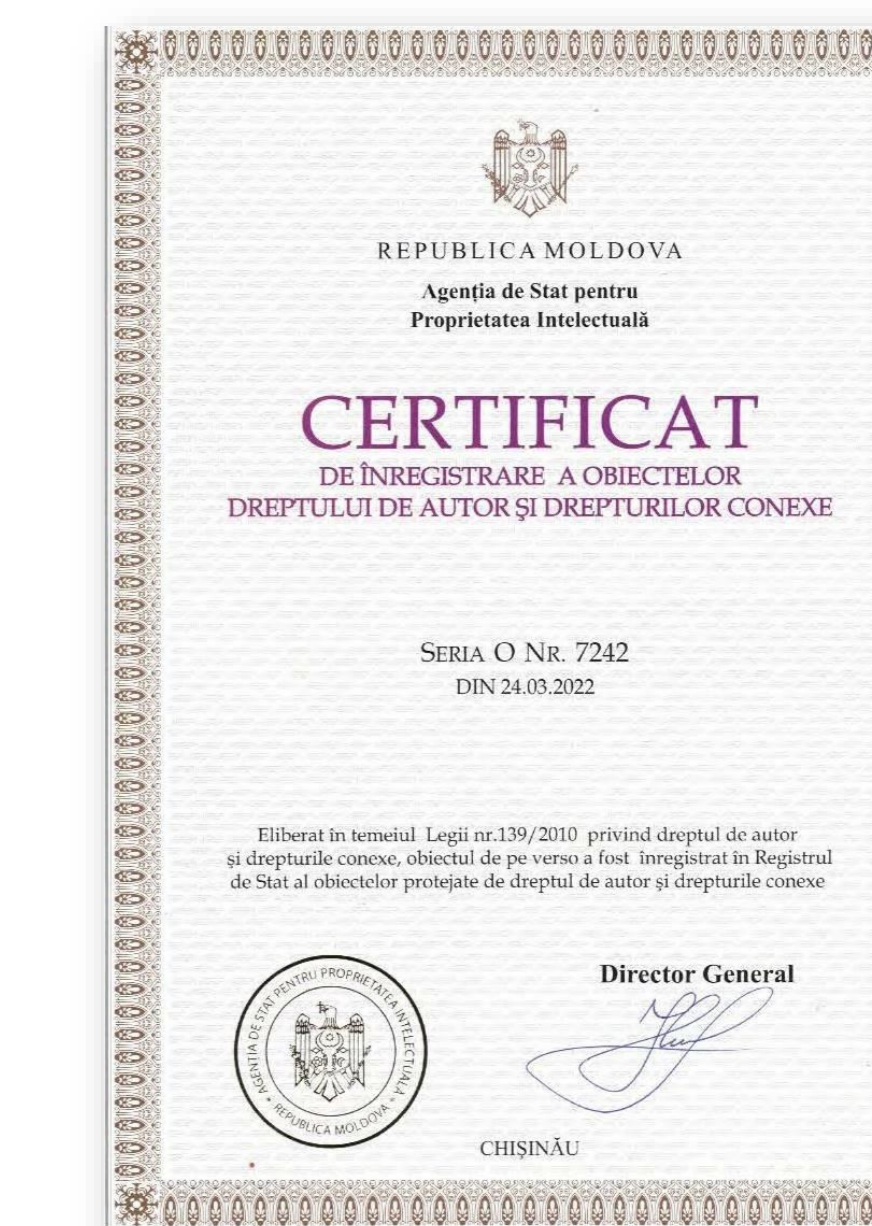 REPUBLICA MOLDOVA
Agenția de Stat pentru
Proprietatea Intelectuală
CERTIFICAT
DE ÎNREGISTRARE A OBIECTELOR
DREPTULUI DE AUTOR ŞI DREPTURILOR CONEXE
SERIA O NR. 7242
DIN 24.03.2022
Eliberat în temeiul Legii nr.139/2010 privind dreptul de autor
şi drepturile conexe, obiectul de pe verso a fost înregistrat în Registrul
de Stat al obiectelor protejate de dreptul de autor şi drepturile conexe
Director General
AGENȚIA DE STAT PENTRU PROPRIETATEA INTELECTUALĂ
REPUBLICA MOLDOVA
CHIŞINĂU